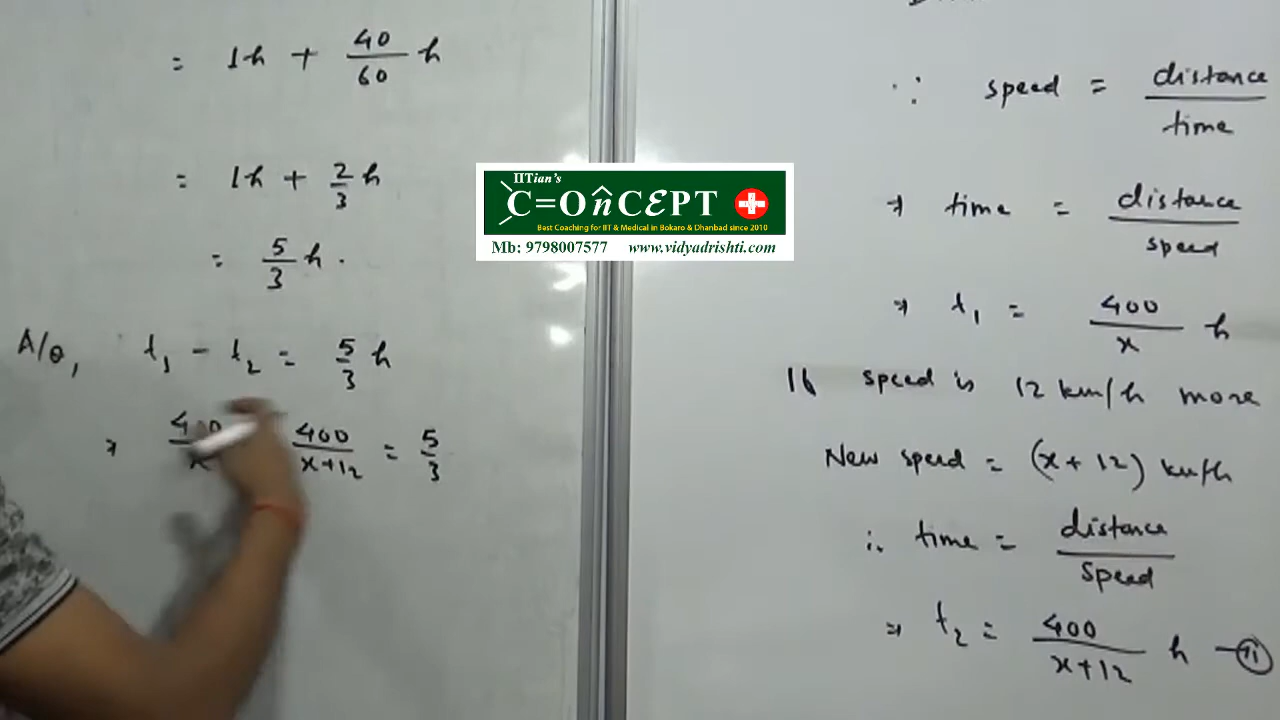 = 1h + 40/60 h
= 1h + 2/3 h
= 5/3 h.
A/Q, t₁ - t₂ = 5/3 h
400/x+12 = 5/3
IITian's
C=OnCEPT
Best Coaching for IIT & Medical in Bokaro & Dhanbad since 2010
Mb: 9798007577 www.vidyadrishti.com
∵ speed = distance/time
⇒ time = distance/speed
⇒ t₁ = 400/x h
If speed is 12 km/h more
New speed = (x + 12) km/h
∴ time = distance/speed
⇒ t₂ = 400/x+12 h —(ii)